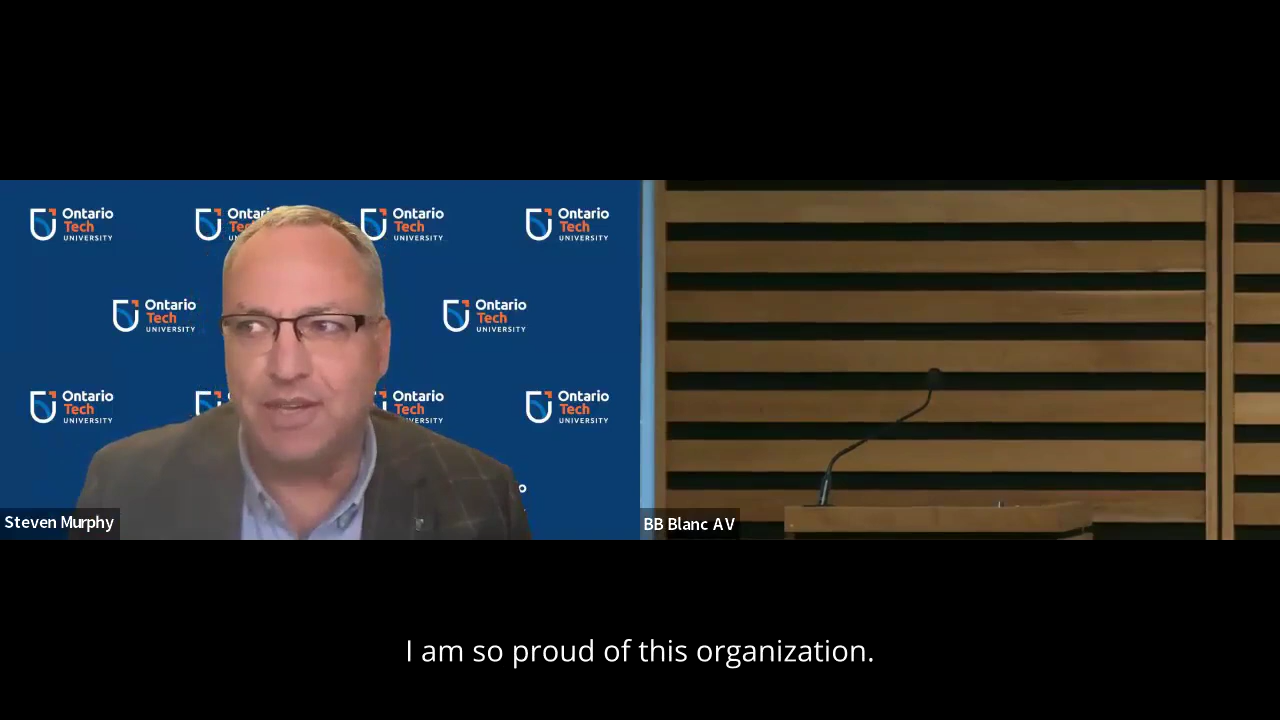 Ontario
Tech
UNIVERSITY
Ontario
Tech
UNIVERSITY
Ontario
Tech
UNIVERSITY
Ontario
Tech
UNIVERSITY
Ontario
Tech
UNIVERSITY
Ontario
Tech
UNIVERSITY
Ontario
Tech
UNIVERSITY
Ontario
Tech
UNIVERSITY
Steven Murphy
BB Blanc AV
I am so proud of this organization.